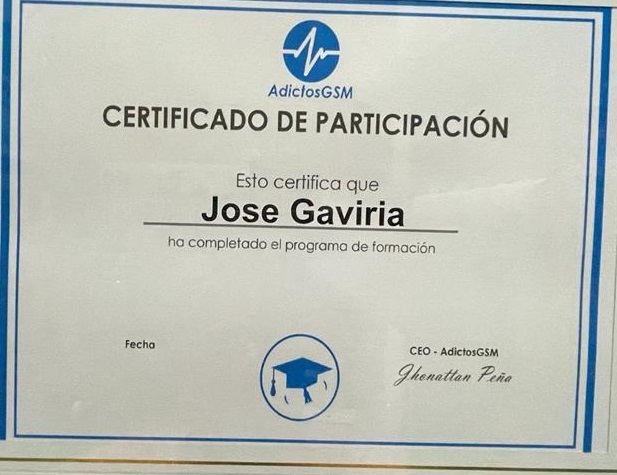 AdictosGSM
CERTIFICADO DE PARTICIPACIÓN
Esto certifica que
Jose Gaviria
ha completado el programa de formación
Fecha
CEO - AdictosGSM
Jhonattan Peña